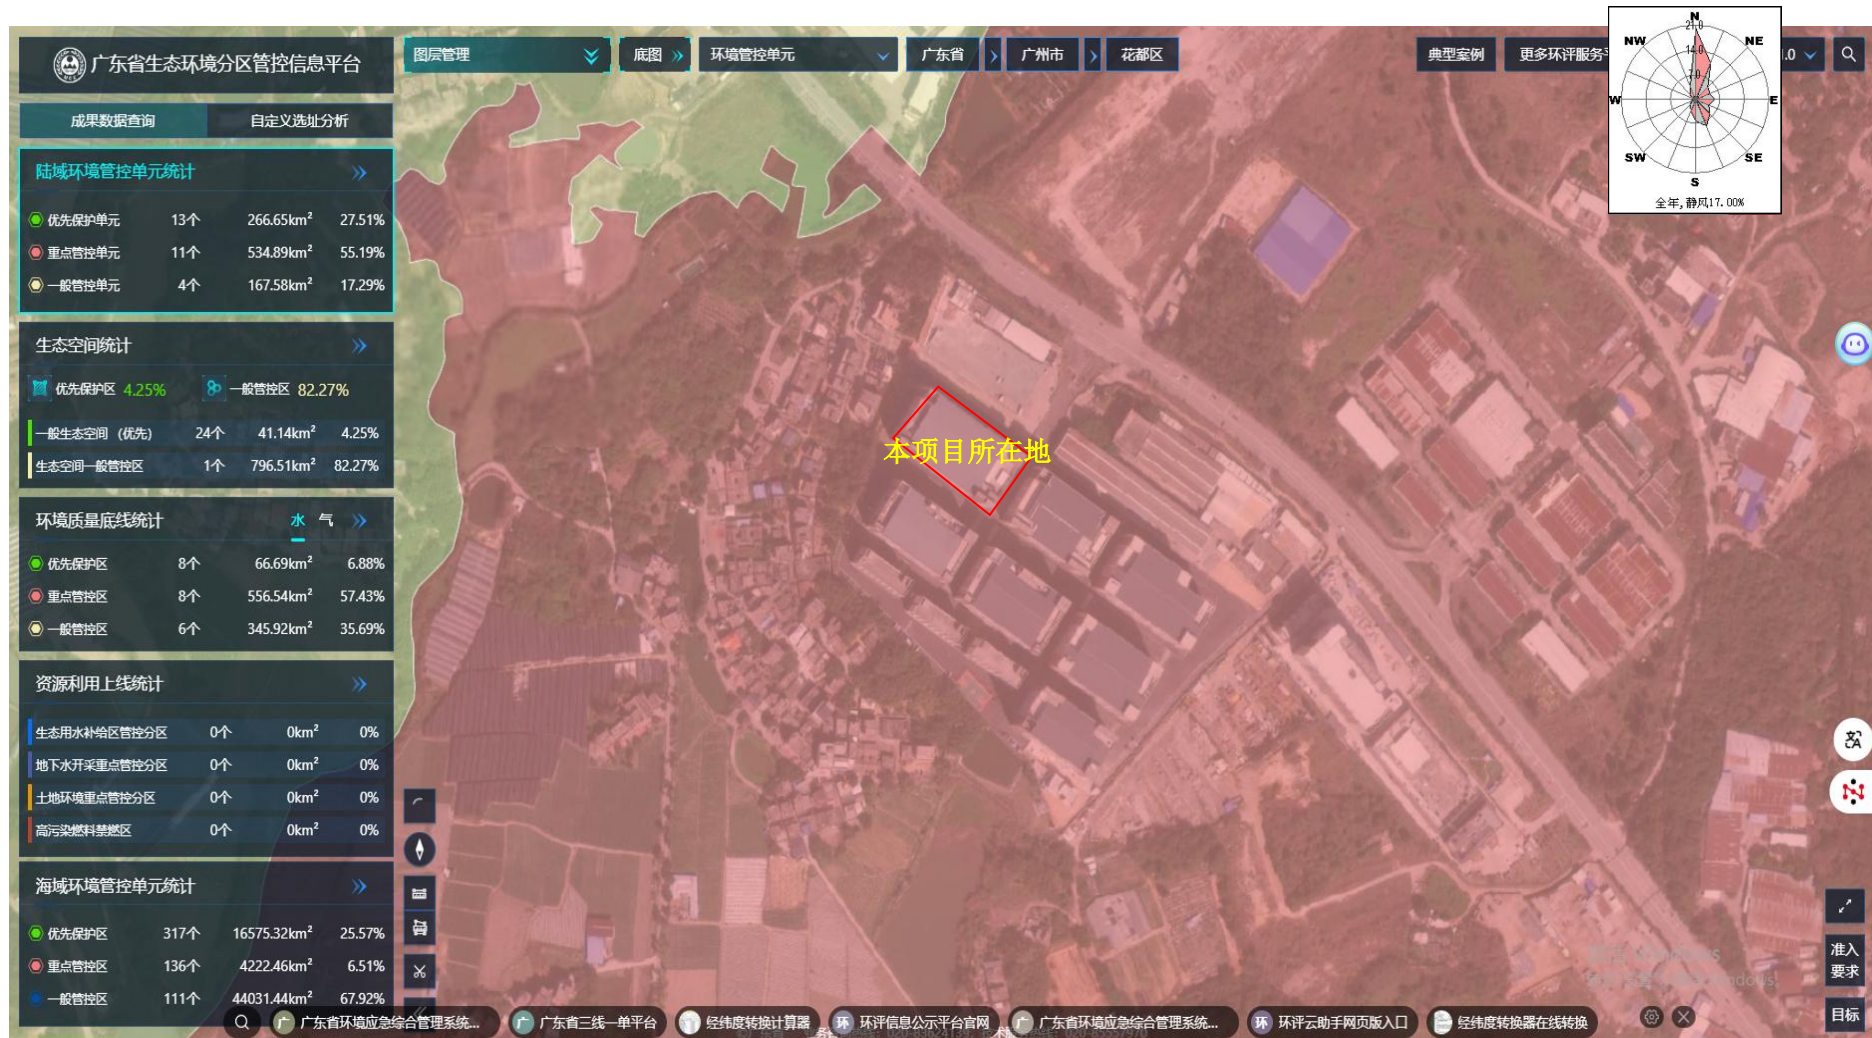 广东省生态环境分区管控信息平台
图层管理
底图
环境管控单元
广东省
广州市
花都区
典型案例
更多环评服务
.0
成果数据查询
自定义选址分析
陆域环境管控单元统计
优先保护单元 13个 266.65km² 27.51%
重点管控单元 11个 534.89km² 55.19%
一般管控单元 4个 167.58km² 17.29%
生态空间统计
优先保护区 4.25% 一般管控区 82.27%
一般生态空间（优先） 24个 41.14km² 4.25%
生态空间一般管控区 1个 796.51km² 82.27%
环境质量底线统计 水 气
优先保护区 8个 66.69km² 6.88%
重点管控区 8个 556.54km² 57.43%
一般管控区 6个 345.92km² 35.69%
资源利用上线统计
生态用水补给区管控分区 0个 0km² 0%
地下水开采重点管控分区 0个 0km² 0%
土地环境重点管控分区 0个 0km² 0%
高污染燃料禁燃区 0个 0km² 0%
海域环境管控单元统计
优先保护区 317个 16575.32km² 25.57%
重点管控区 136个 4222.46km² 6.51%
一般管控区 111个 44031.44km² 67.92%
本项目所在地
N
21.0
NW
NE
14.0
7.0
W
E
SW
SE
S
全年,静风17.00%
准入
要求
目标
广东省环境应急综合管理系统...
广东省三线一单平台
经纬度转换计算器
环评信息公示平台官网
广东省环境应急综合管理系统...
环评云助手网页版入口
经纬度转换器在线转换